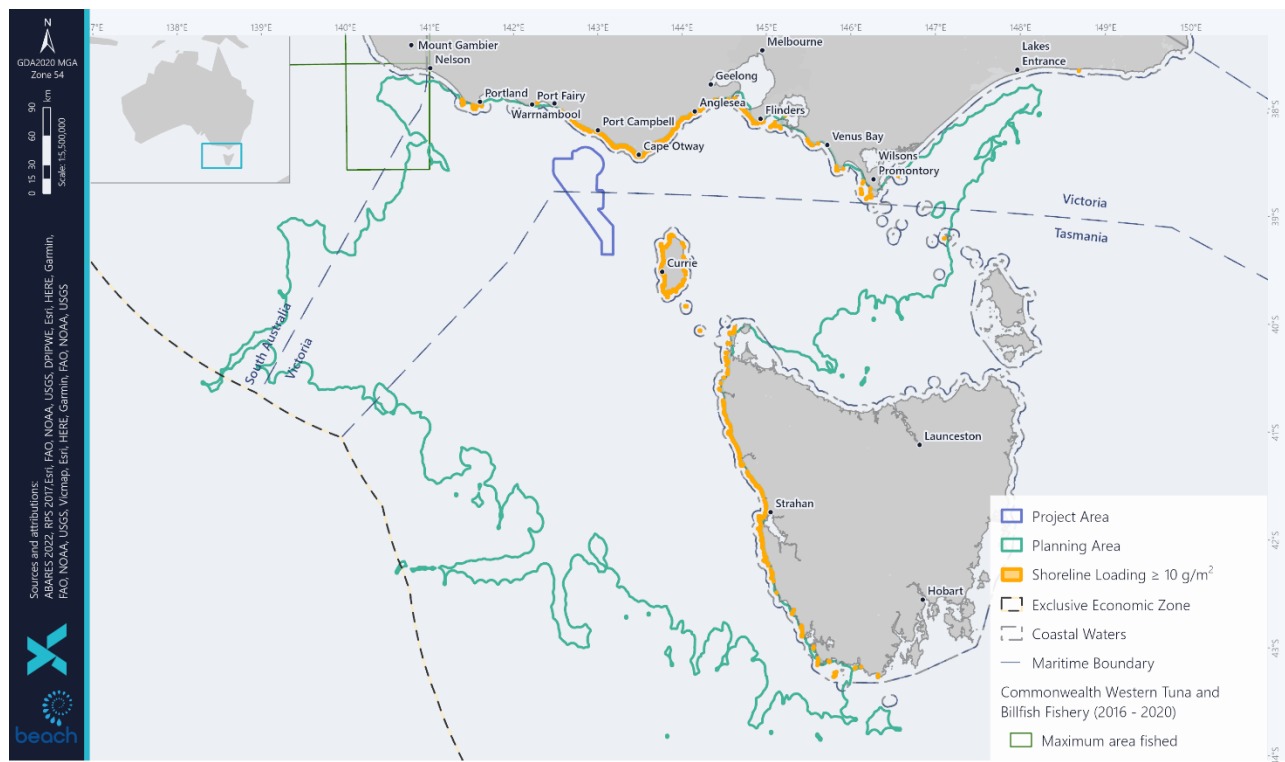 N
GDA2020 MGA
Zone 54
km
0 15 30 60 90
Scale: 1:5,500,000
Sources and attributions:
ABARES 2022, RPS 2017,Esri, FAO, NOAA, USGS, DPIPWE, Esri, HERE, Garmin,
FAO, NOAA, USGS, Vicmap, Esri, HERE, Garmin, FAO, NOAA, USGS
beach
7°E 138°E 139°E 140°E 141°E 142°E 143°E 144°E 145°E 146°E 147°E 148°E 149°E 150°E
Mount Gambier
Nelson
Melbourne
Geelong
Lakes
Entrance
Portland
Port Fairy
Warrnambool
Anglesea
Flinders
Port Campbell
Cape Otway
Venus Bay
Wilsons
Promontory
Victoria
Tasmania
Currie
South Australia
Victoria
Launceston
Strahan
Hobart
38°S
39°S
40°S
41°S
42°S
43°S
44°S
Project Area
Planning Area
Shoreline Loading ≥ 10 g/m²
Exclusive Economic Zone
Coastal Waters
Maritime Boundary
Commonwealth Western Tuna and
Billfish Fishery (2016 - 2020)
Maximum area fished